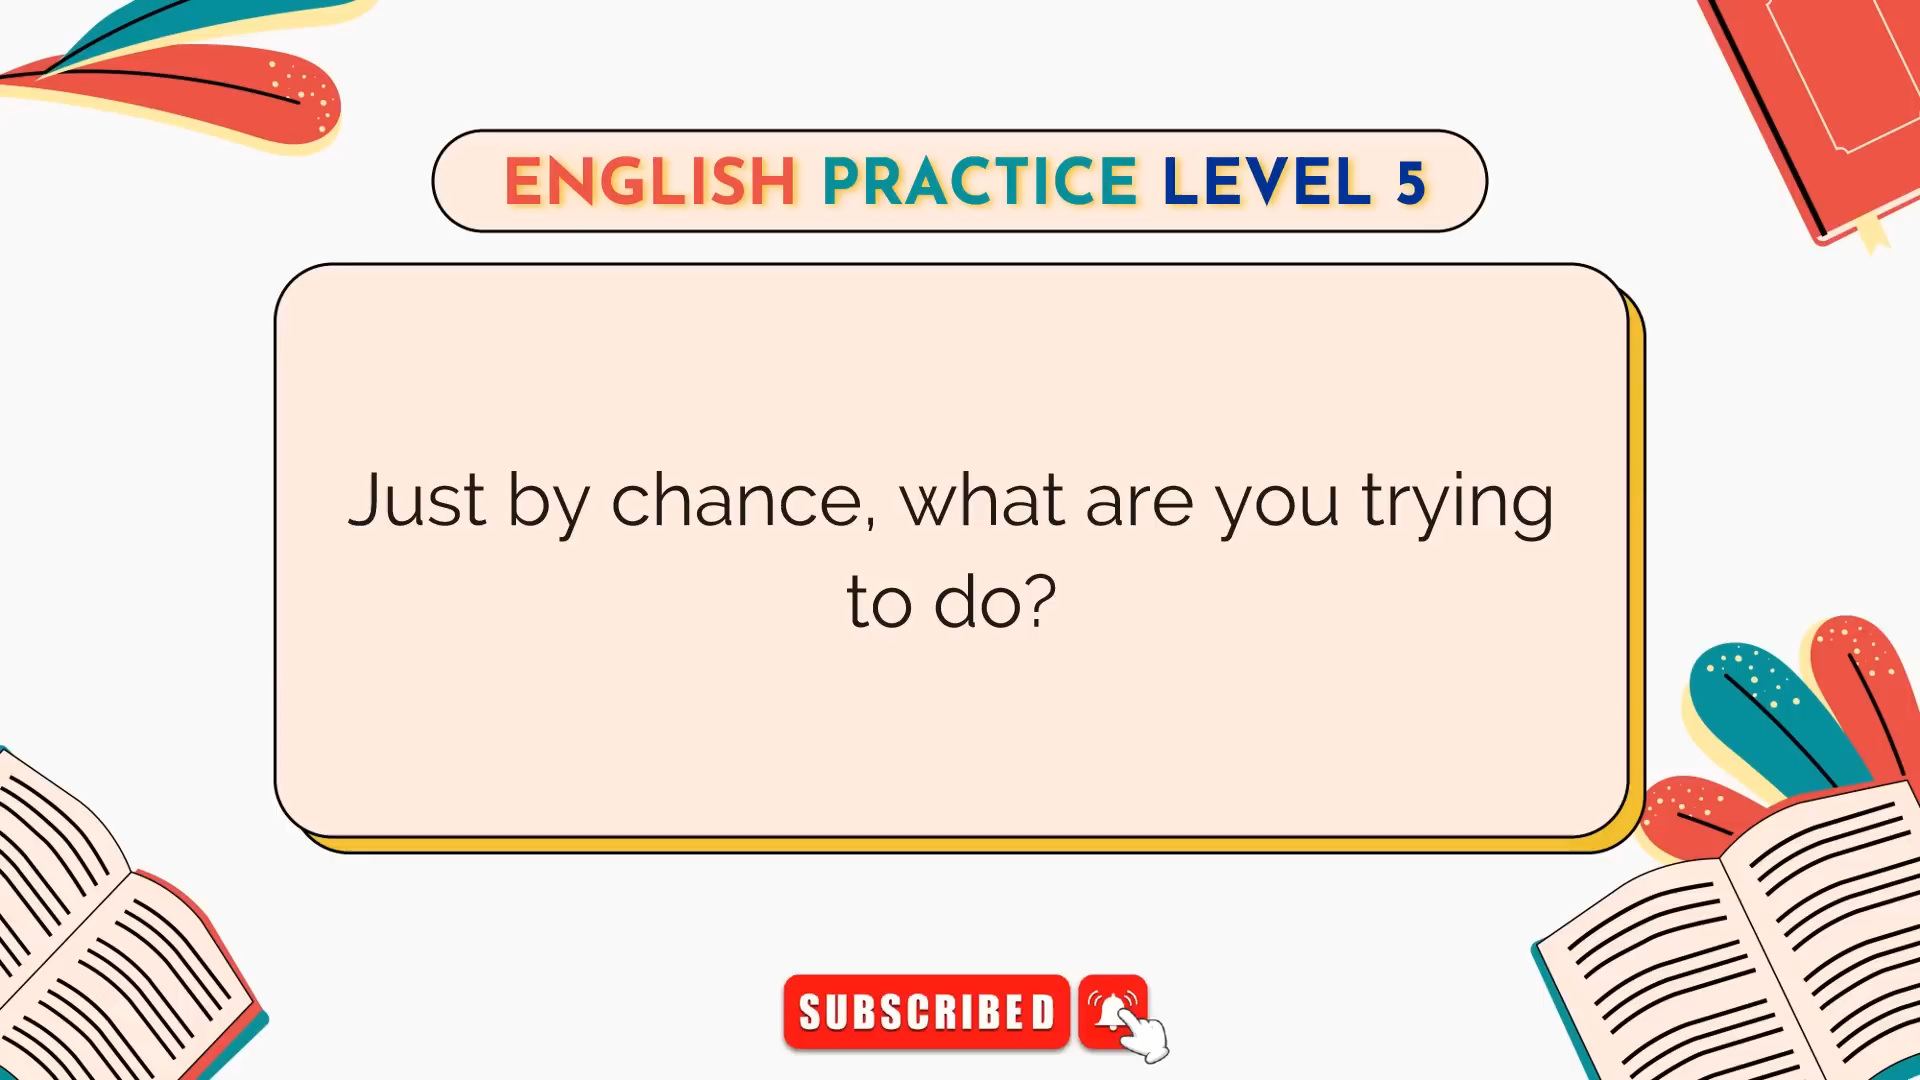 ENGLISH PRACTICE LEVEL 5
Just by chance, what are you trying
to do?
SUBSCRIBED